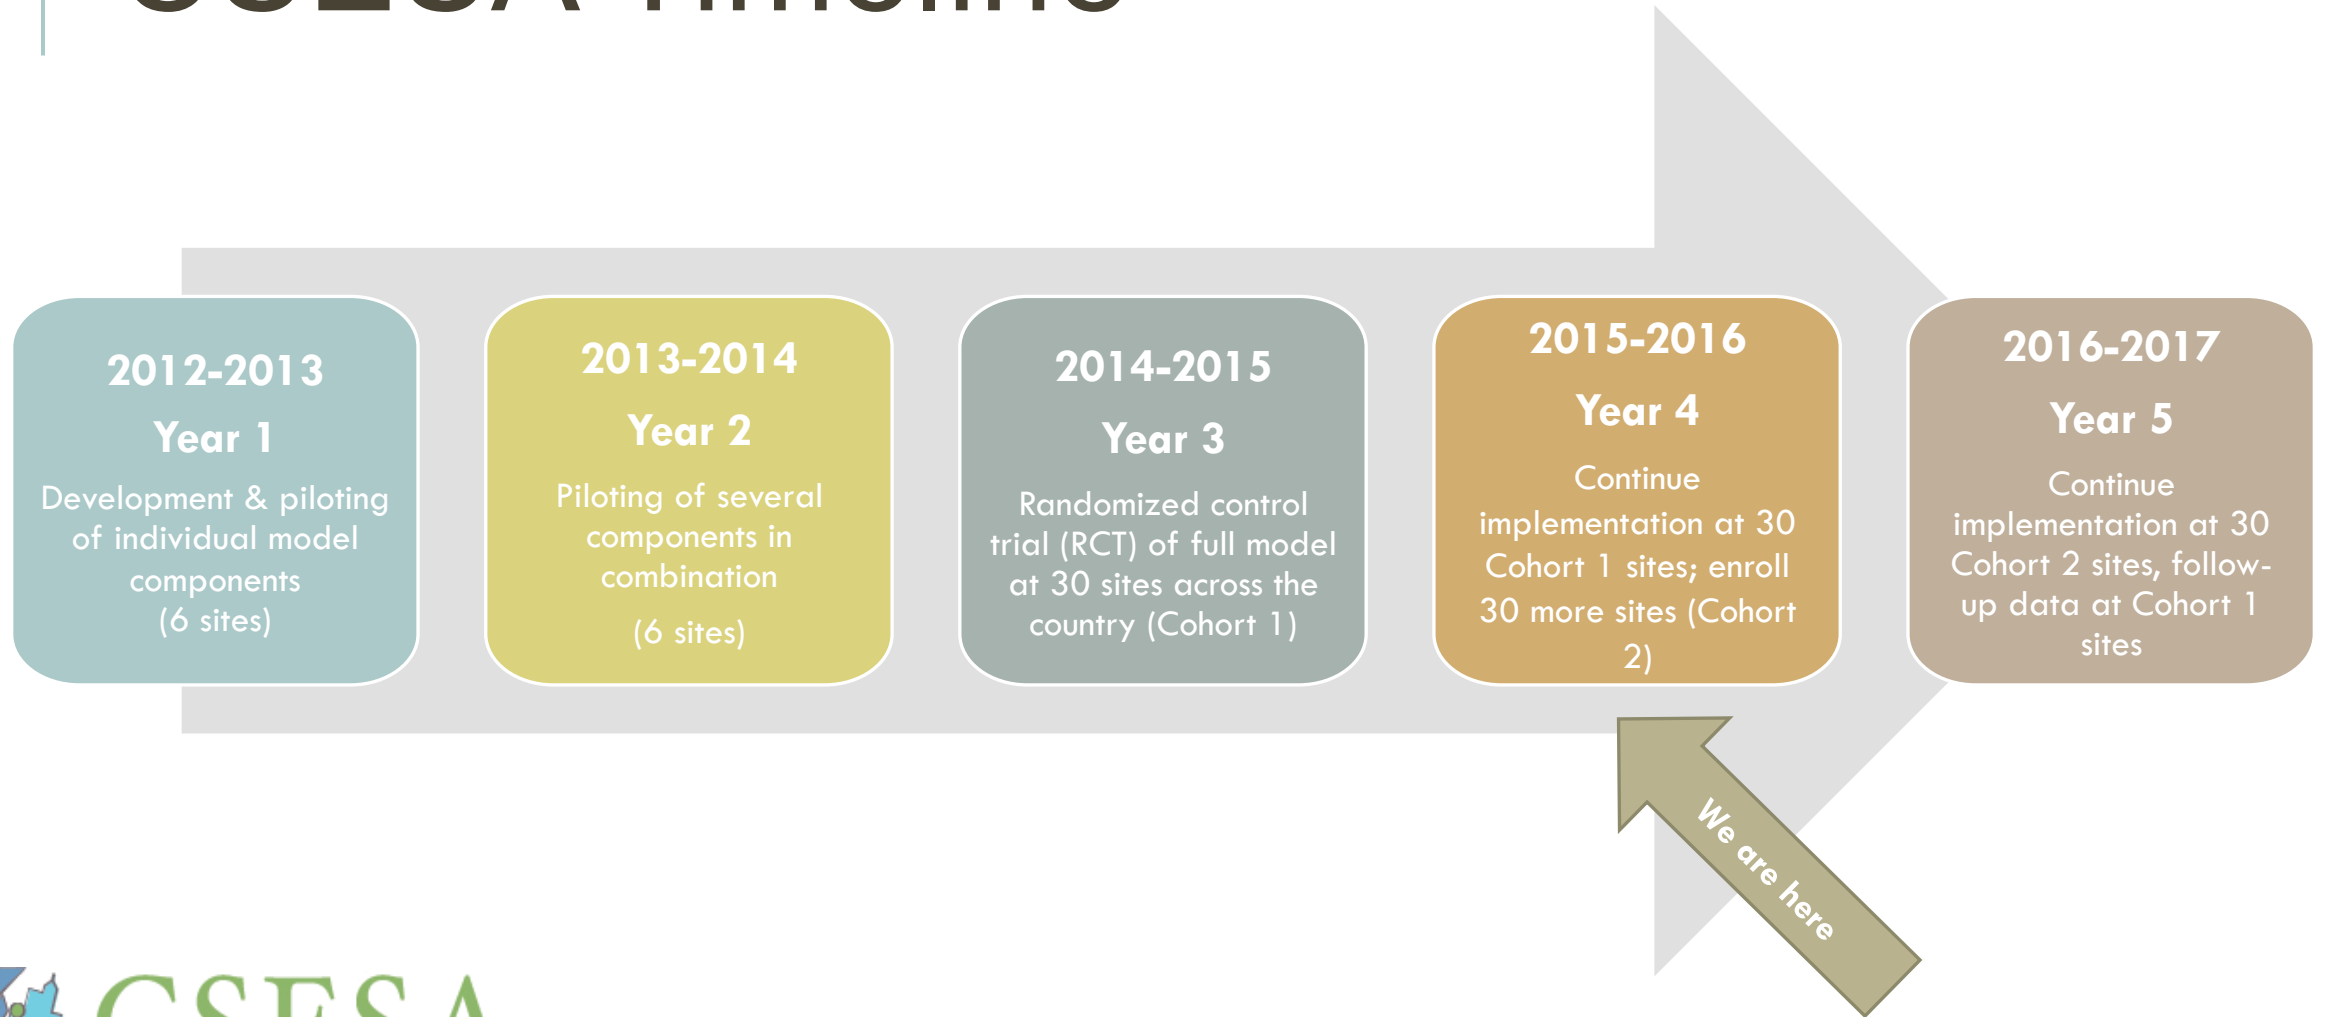 CSESA Timeline
2012-2013
Year 1
Development & piloting
of individual model
components
(6 sites)
2013-2014
Year 2
Piloting of several
components in
combination
(6 sites)
2014-2015
Year 3
Randomized control
trial (RCT) of full model
at 30 sites across the
country (Cohort 1)
2015-2016
Year 4
Continue
implementation at 30
Cohort 1 sites; enroll
30 more sites (Cohort
2)
2016-2017
Year 5
Continue
implementation at 30
Cohort 2 sites, follow-
up data at Cohort 1
sites
We are here
CSESA